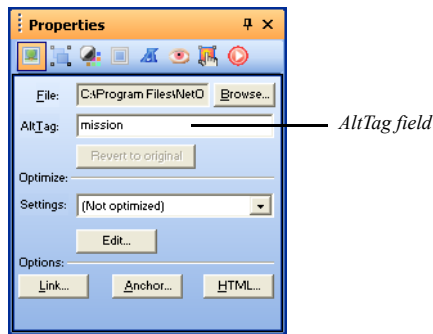 Properties
File: C:\Program Files\NetO Browse...
AltTag: mission AltTag field
Revert to original
Optimize:
Settings: (Not optimized)
Edit...
Options:
Link... Anchor... HTML...